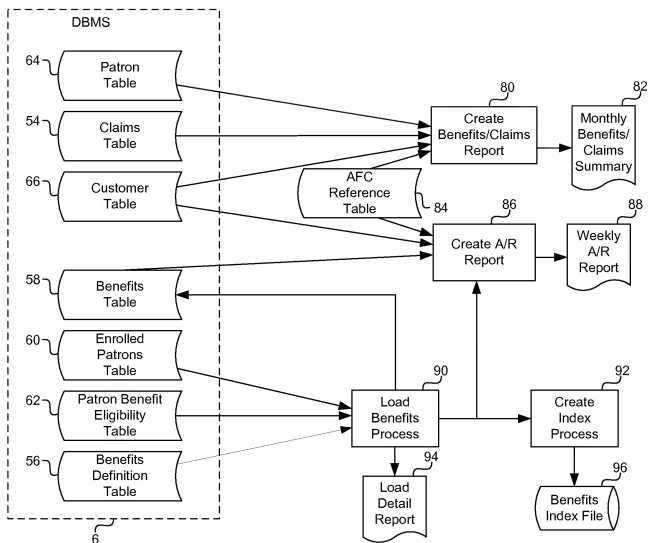 DBMS
64
Patron
Table
54
Claims
Table
66
Customer
Table
58
Benefits
Table
60
Enrolled
Patrons
Table
62
Patron Benefit
Eligibility
Table
56
Benefits
Definition
Table
6
80
Create
Benefits/Claims
Report
82
Monthly
Benefits/
Claims
Summary
AFC
Reference
Table
84
86
Create A/R
Report
88
Weekly
A/R
Report
90
Load
Benefits
Process
92
Create
Index
Process
94
Load
Detail
Report
96
Benefits
Index File